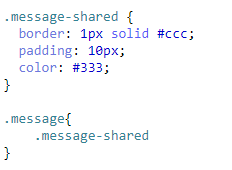 .message-shared {
  border: 1px solid #ccc;
  padding: 10px;
  color: #333;
}

.message{
    .message-shared
}